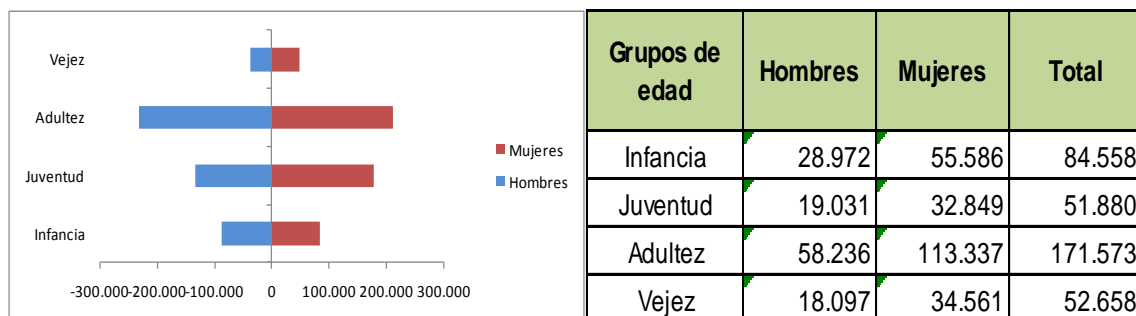 Vejez
Adultez
Juventud
Infancia
Mujeres
Hombres
-300.000-200.000-100.000 0 100.000 200.000 300.000
Grupos de edad Hombres Mujeres Total
Infancia 28.972 55.586 84.558
Juventud 19.031 32.849 51.880
Adultez 58.236 113.337 171.573
Vejez 18.097 34.561 52.658